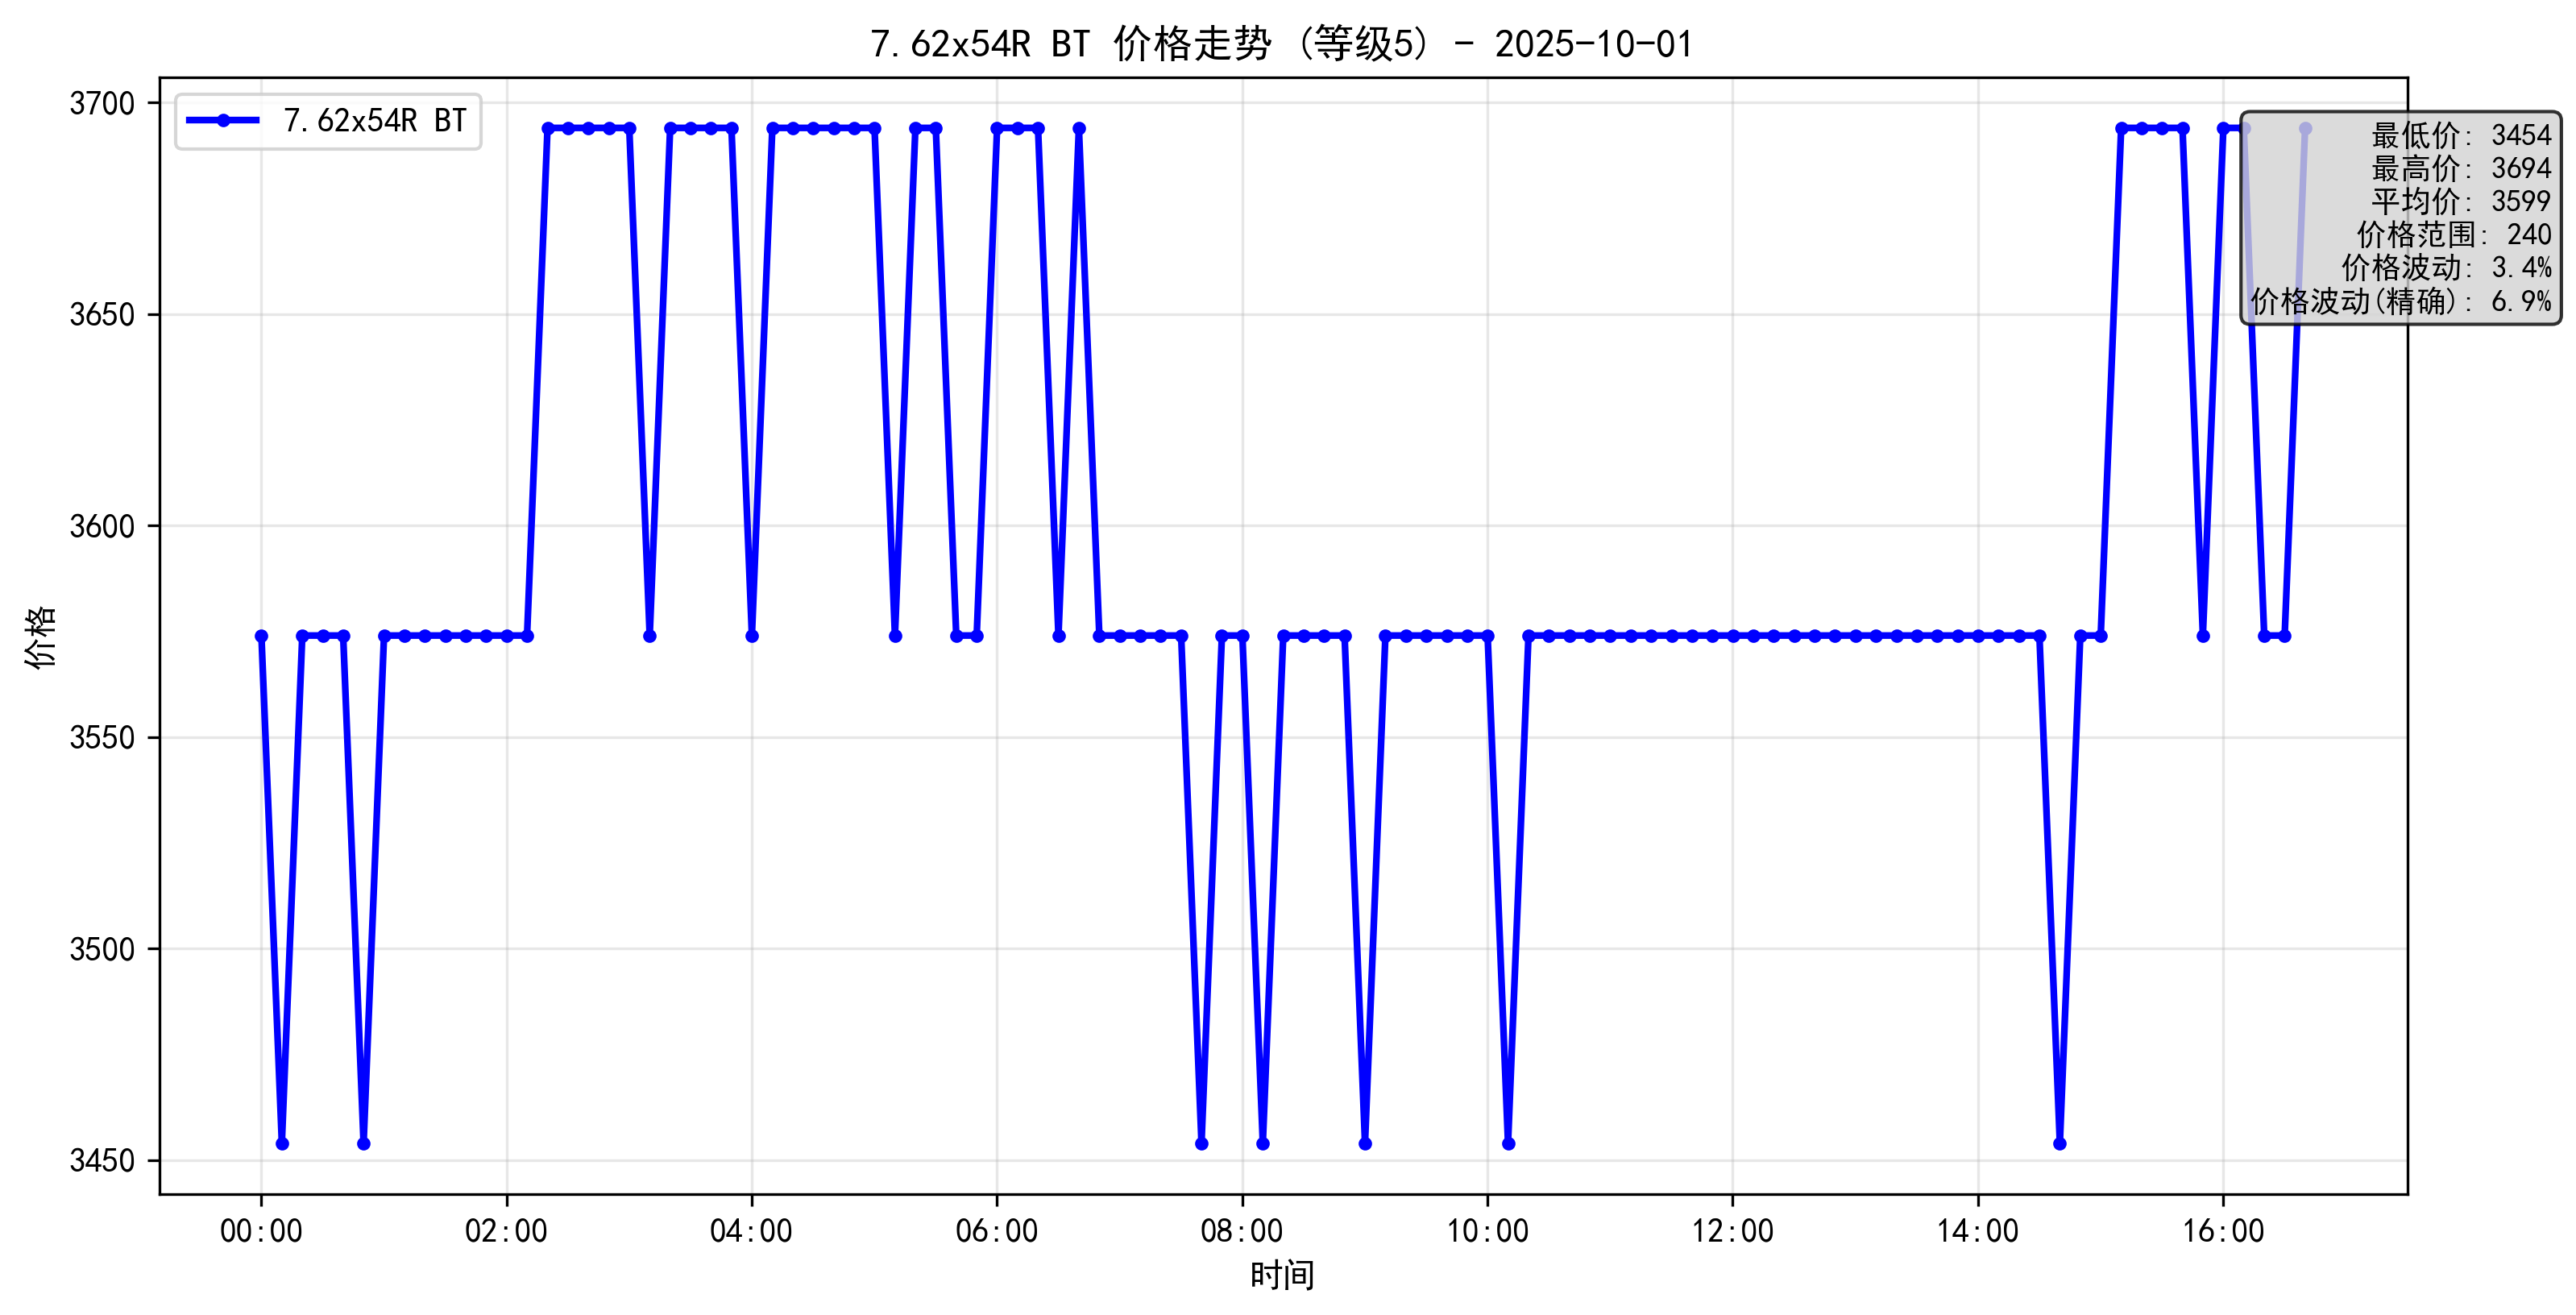 7.62x54R BT 价格走势 (等级5) - 2025-10-01
7.62x54R BT
最低价: 3454
最高价: 3694
平均价: 3599
价格范围: 240
价格波动: 3.4%
价格波动(精确): 6.9%
价格
3700
3650
3600
3550
3500
3450
00:00 02:00 04:00 06:00 08:00 10:00 12:00 14:00 16:00
时间